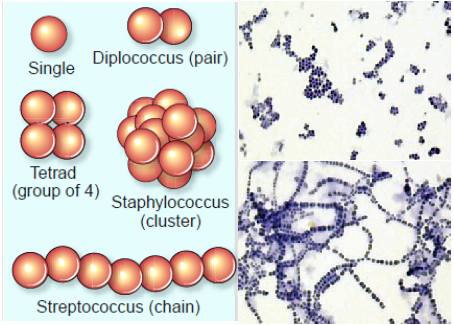 Single
Diplococcus (pair)
Tetrad
(group of 4)
Staphylococcus
(cluster)
Streptococcus (chain)